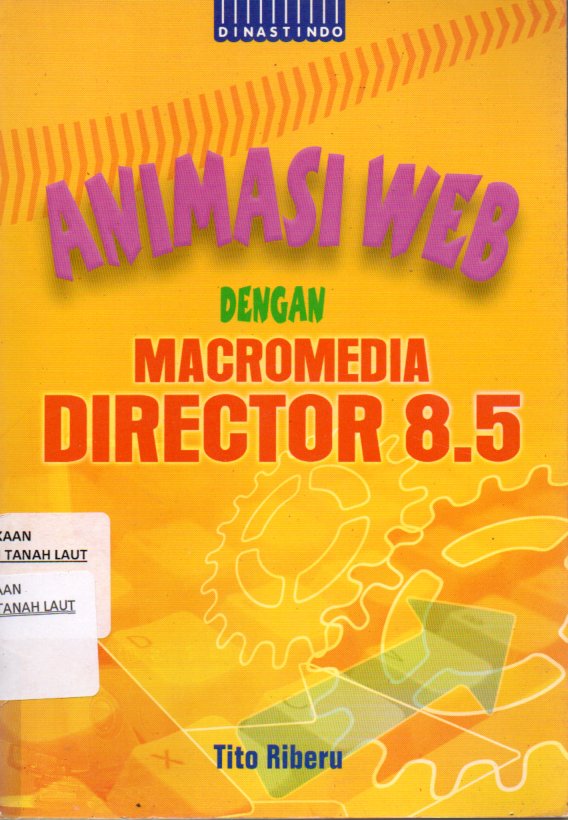 DINASTINDO
ANIMASI WEB
DENGAN
MACROMEDIA
DIRECTOR 8.5
KAAN
TANAH LAUT
AAN
TANAH LAUT
Tito Riberu